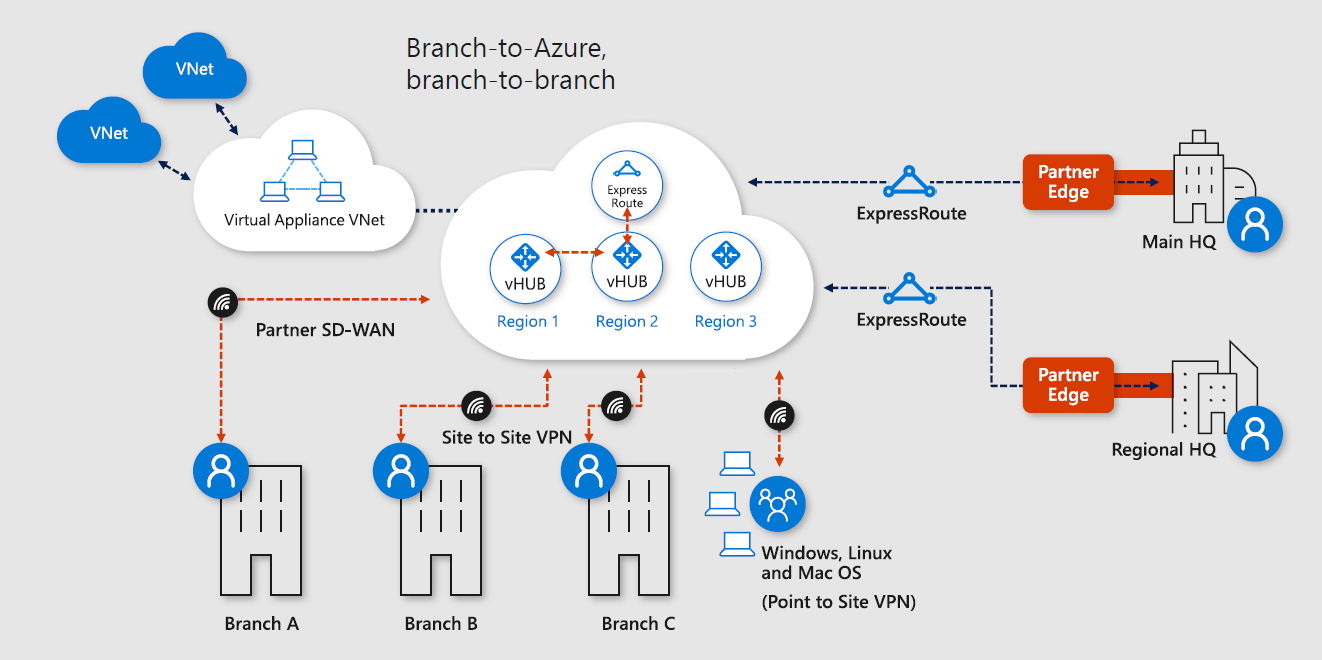 Branch-to-Azure,
branch-to-branch
VNet
VNet
Virtual Appliance VNet
Express
Route
vHUB
vHUB
vHUB
Region 1
Region 2
Region 3
ExpressRoute
Partner
Edge
Main HQ
ExpressRoute
Partner
Edge
Regional HQ
Partner SD-WAN
Site to Site VPN
Windows, Linux
and Mac OS
(Point to Site VPN)
Branch A
Branch B
Branch C